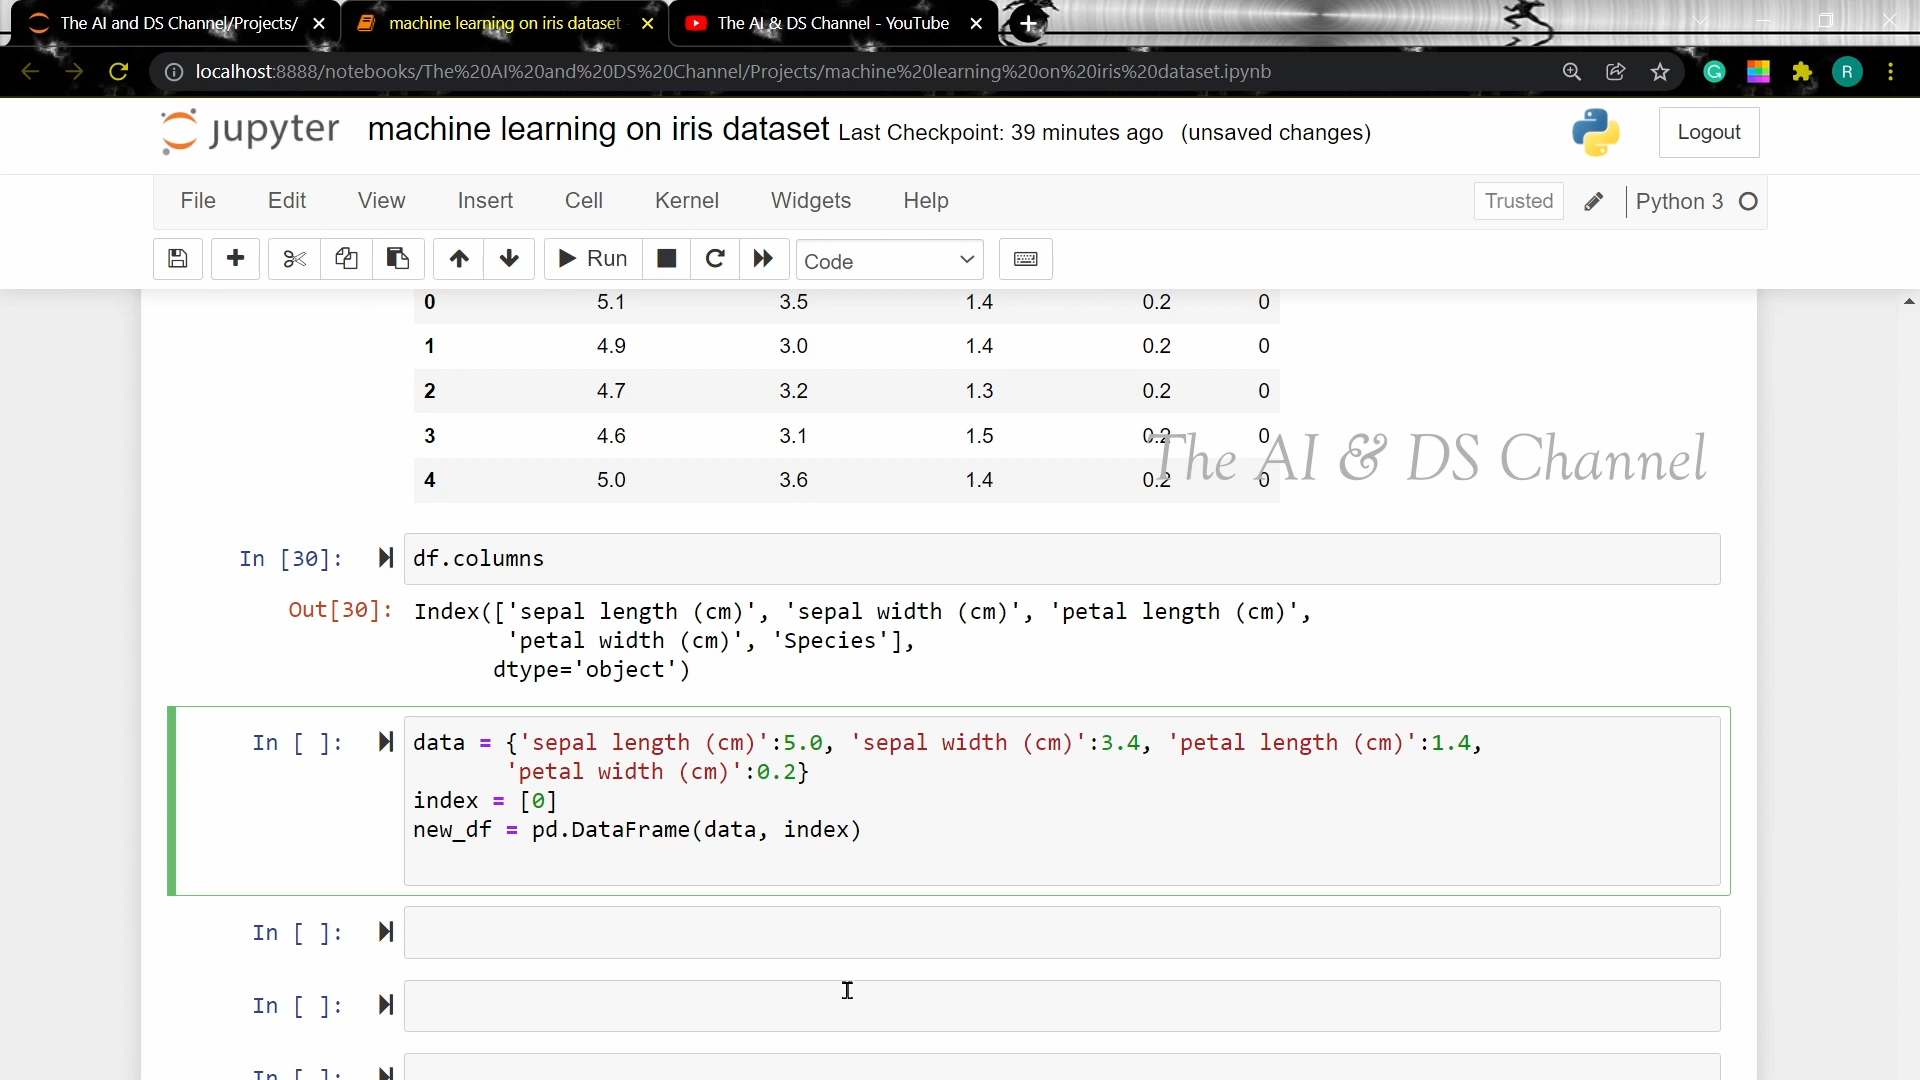 The AI and DS Channel/Projects/
machine learning on iris dataset
The AI & DS Channel - YouTube
localhost:8888/notebooks/The%20AI%20and%20DS%20Channel/Projects/machine%20learning%20on%20iris%20dataset.ipynb
R
jupyter machine learning on iris dataset Last Checkpoint: 39 minutes ago (unsaved changes)
Logout
File Edit View Insert Cell Kernel Widgets Help
Trusted Python 3
Run Code
0 5.1 3.5 1.4 0.2 0
1 4.9 3.0 1.4 0.2 0
2 4.7 3.2 1.3 0.2 0
3 4.6 3.1 1.5 0.2 0
The AI & DS Channel
4 5.0 3.6 1.4 0.2 0
In [30]: df.columns
Out[30]: Index(['sepal length (cm)', 'sepal width (cm)', 'petal length (cm)',
'petal width (cm)', 'Species'],
dtype='object')
In [ ]: data = {'sepal length (cm)':5.0, 'sepal width (cm)':3.4, 'petal length (cm)':1.4,
'petal width (cm)':0.2}
index = [0]
new_df = pd.DataFrame(data, index)
In [ ]:
In [ ]:
In [ ]: